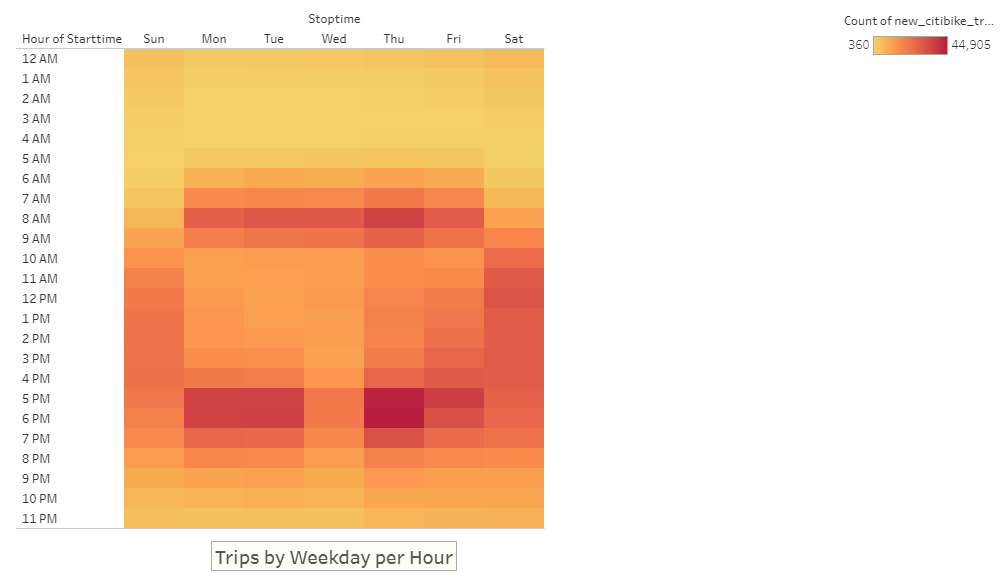 Stoptime
Hour of Starttime Sun Mon Tue Wed Thu Fri Sat
12 AM
1 AM
2 AM
3 AM
4 AM
5 AM
6 AM
7 AM
8 AM
9 AM
10 AM
11 AM
12 PM
1 PM
2 PM
3 PM
4 PM
5 PM
6 PM
7 PM
8 PM
9 PM
10 PM
11 PM
Trips by Weekday per Hour
Count of new_citibike_tr...
360 44,905